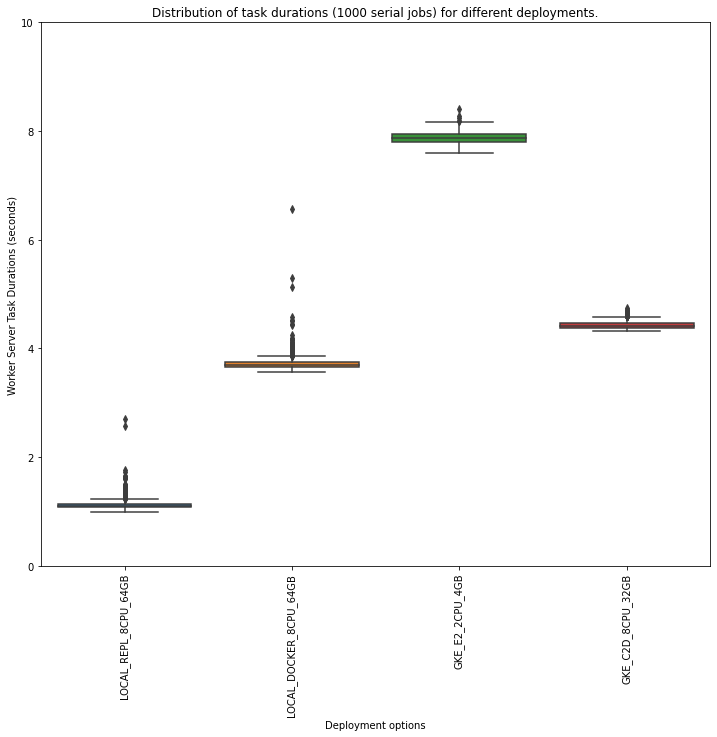 Distribution of task durations (1000 serial jobs) for different deployments.
10
8
6
4
2
0
Worker Server Task Durations (seconds)
LOCAL_REPL_8CPU_64GB
LOCAL_DOCKER_8CPU_64GB
GKE_E2_2CPU_4GB
GKE_C2D_8CPU_32GB
Deployment options